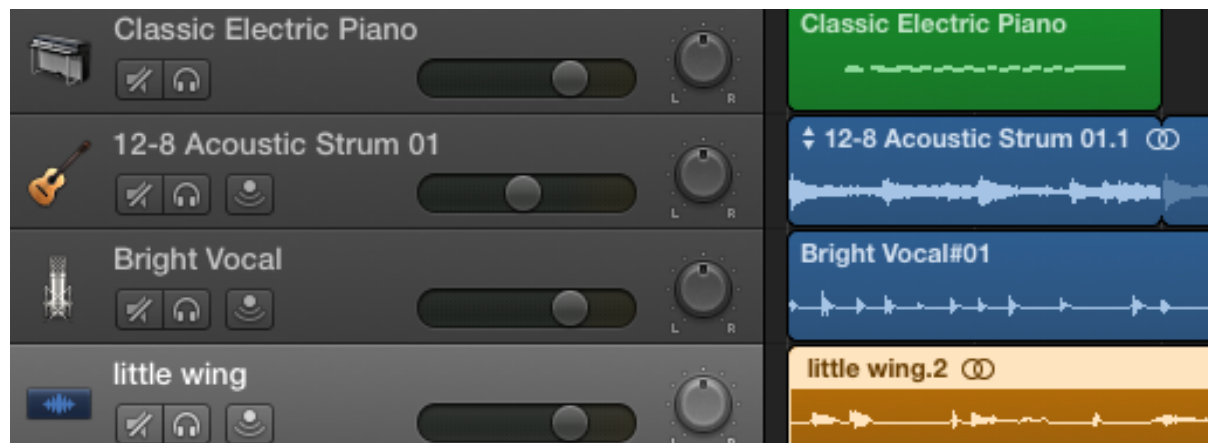 Classic Electric Piano
L R
Classic Electric Piano
12-8 Acoustic Strum 01
L R
12-8 Acoustic Strum 01.1
Bright Vocal
L R
Bright Vocal#01
little wing
L R
little wing.2